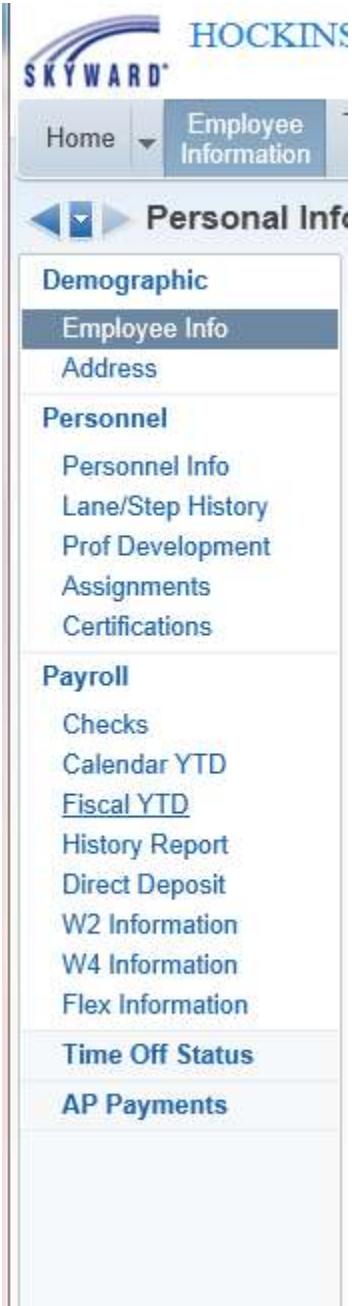 HOCKINS
SKYWARD
Home
Employee
Information
Personal Info
Demographic
Employee Info
Address
Personnel
Personnel Info
Lane/Step History
Prof Development
Assignments
Certifications
Payroll
Checks
Calendar YTD
Fiscal YTD
History Report
Direct Deposit
W2 Information
W4 Information
Flex Information
Time Off Status
AP Payments